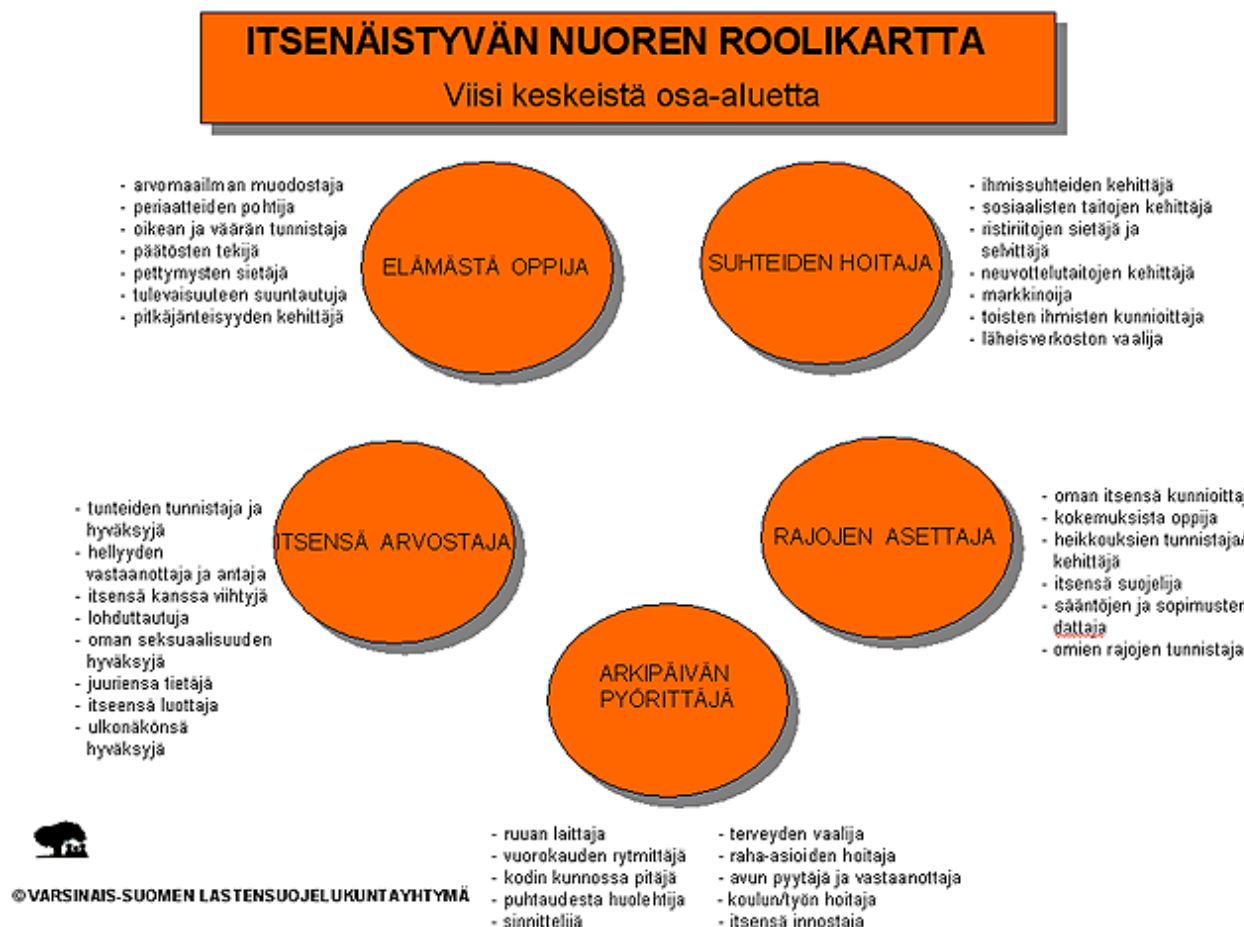 ITSENÄISTYVÄN NUOREN ROOLIKARTTA
Viisi keskeistä osa-aluetta
- arvomaailman muodostaja
- periaatteiden pohtija
- oikean ja väärän tunnistaja
- päätösten tekijä
- pettymysten sietäjä
- tulevaisuuteen suuntautuja
- pitkäjänteisyyden kehittäjä
ELÄMÄSTÄ OPPIJA
SUHTEIDEN HOITAJA
- ihmissuhteiden kehittäjä
- sosiaalisten taitojen kehittäjä
- ristiriitojen sietäjä ja
selvittäjä
- neuvottelutaitojen kehittäjä
- markkinoija
- toisten ihmisten kunnioittaja
- läheisverkoston vaalija
- tunteiden tunnistaja ja
hyväksyjä
- hellyyden
vastaanottaja ja antaja
- itsensä kanssa viihtyjä
- lohduttautuja
- oman seksuaalisuuden
hyväksyjä
- juuriensa tietäjä
- itseensä luottaja
- ulkonäkönsä
hyväksyjä
ITSENSÄ ARVOSTAJA
RAJOJEN ASETTAJA
- oman itsensä kunnioittaj
- kokemuksista oppija
- heikkouksien tunnistaja/
kehittäjä
- itsensä suojelija
- sääntöjen ja sopimusten
dattaja
- omien rajojen tunnistaja
ARKIPÄIVÄN
PYÖRITTÄJÄ
- ruuan laittaja
- vuorokauden rytmittäjä
- kodin kunnossa pitäjä
- puhtaudesta huolehtija
- sinnittelijä
- terveyden vaalija
- raha-asioiden hoitaja
- avun pyytäjä ja vastaanottaja
- koulun/työn hoitaja
- itsensä innostaja
© VARSINAIS-SUOMEN LASTENSUOJELUKUNTAYHTYMÄ